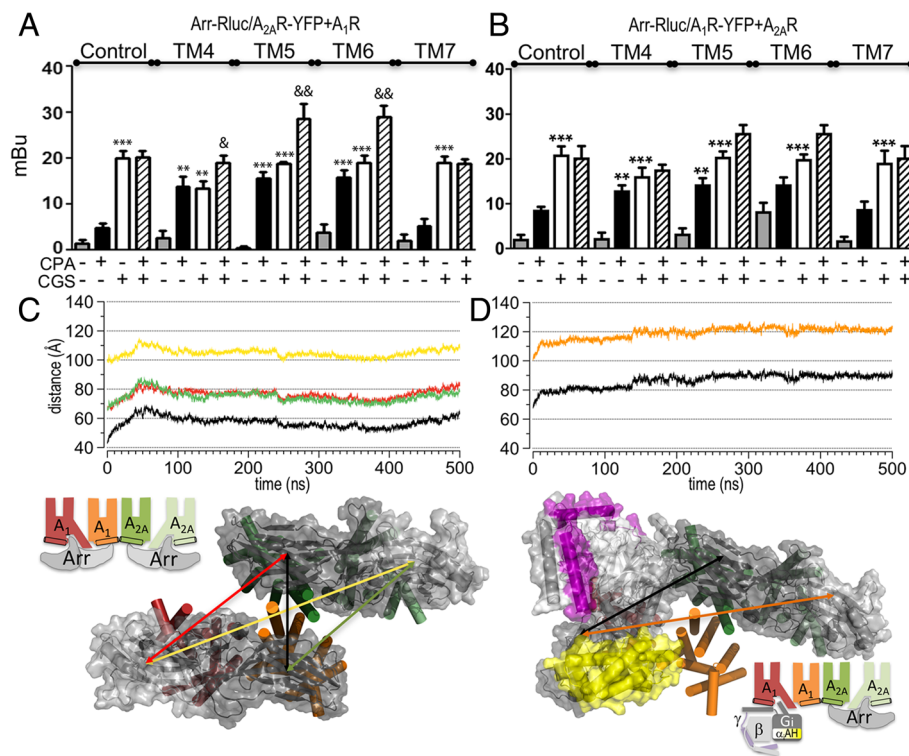 A
Arr-Rluc/A2AR-YFP+A1R
Control TM4 TM5 TM6 TM7
40
30
20
10
0
mBu
*** ** ** & *** *** && *** *** && ***
CPA - + - + - + - + - + - + - + - + - + - +
CGS - - + + - - + + - - + + - - + + - - + +
B
Arr-Rluc/A1R-YFP+A2AR
Control TM4 TM5 TM6 TM7
40
30
20
10
0
*** ** *** ** *** *** ***
- + - + - + - + - + - + - + - + - + - +
- - + + - - + + - - + + - - + + - - + +
C
140
120
100
80
60
40
distance (Å)
0 100 200 300 400 500
time (ns)
D
140
120
100
80
60
40
0 100 200 300 400 500
time (ns)
A1 A1 A2A A2A
Arr Arr
A1 A1 A2A A2A
γ β Gi Arr
αAH